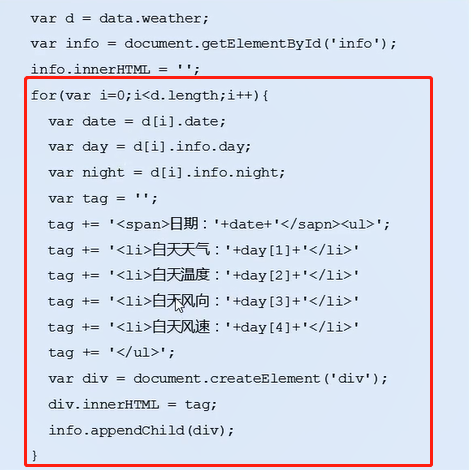 var d = data.weather;
var info = document.getElementById('info');
info.innerHTML = '';
for(var i=0;i<d.length;i++){
var date = d[i].date;
var day = d[i].info.day;
var night = d[i].info.night;
var tag = '';
tag += '<span>日期：'+date+'</sapn><ul>';
tag += '<li>白天天气：'+day[1]+'</li>'
tag += '<li>白天温度：'+day[2]+'</li>'
tag += '<li>白天风向：'+day[3]+'</li>'
tag += '<li>白天风速：'+day[4]+'</li>'
tag += '</ul>';
var div = document.createElement('div');
div.innerHTML = tag;
info.appendChild(div);
}